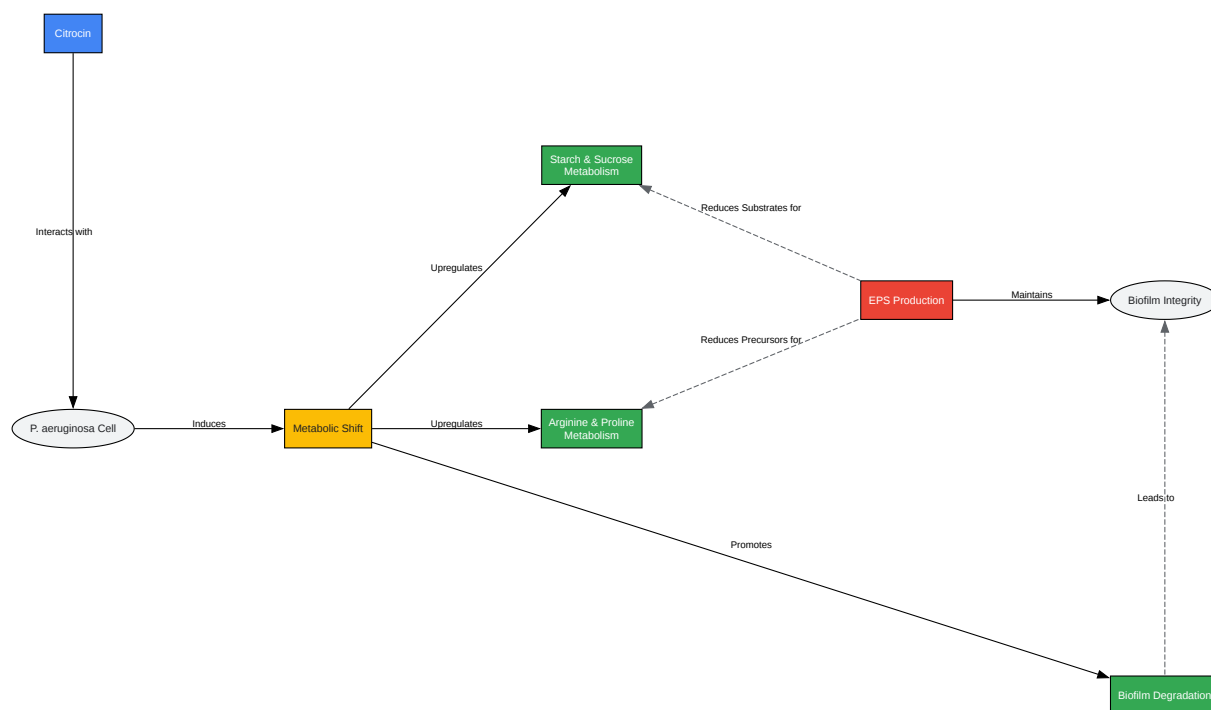 Citrocin
Interacts with
Starch & Sucrose
Metabolism
Reduces Substrates for
Upregulates
EPS Production
Maintains
Biofilm Integrity
Reduces Precursors for
P. aeruginosa Cell
Induces
Metabolic Shift
Upregulates
Arginine & Proline
Metabolism
Leads to
Promotes
Biofilm Degradation